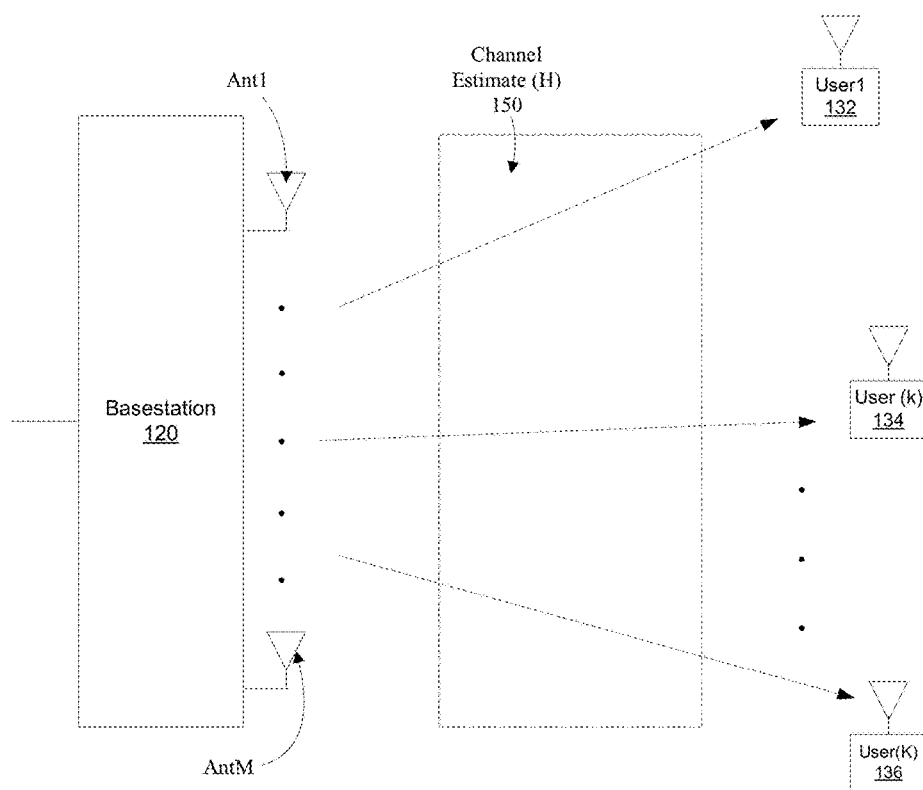 Channel
Estimate (H)
150
Ant1
User1
132
Basestation
120
User (k)
134
AntM
User(K)
136